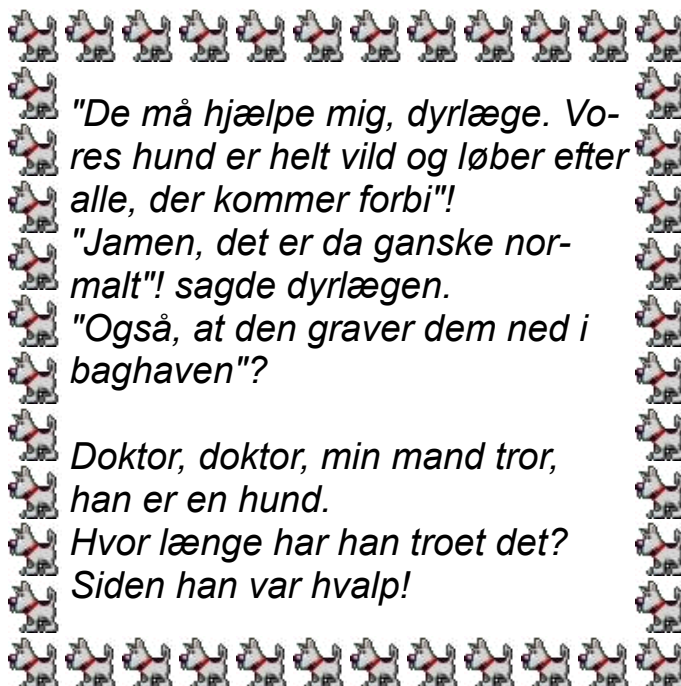 "De må hjælpe mig, dyrlæge. Vo-
res hund er helt vild og løber efter
alle, der kommer forbi"!
"Jamen, det er da ganske nor-
malt"! sagde dyrlægen.
"Også, at den graver dem ned i
baghaven"?
Doktor, doktor, min mand tror,
han er en hund.
Hvor længe har han troet det?
Siden han var hvalp!